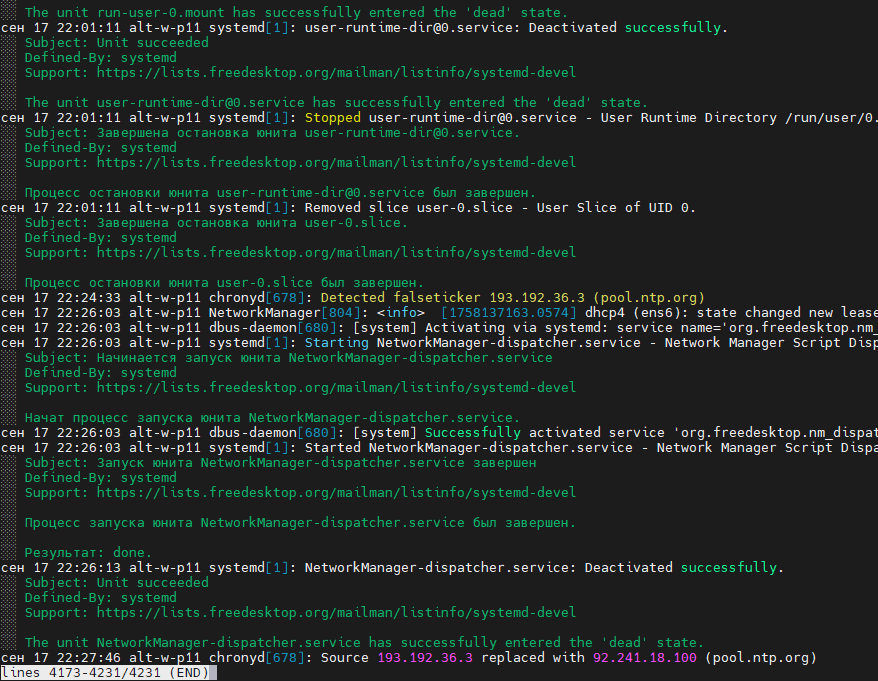 The unit run-user-0.mount has successfully entered the 'dead' state.
сен 17 22:01:11 alt-w-p11 systemd[1]: user-runtime-dir@0.service: Deactivated successfully.
Subject: Unit succeeded
Defined-By: systemd
Support: https://lists.freedesktop.org/mailman/listinfo/systemd-devel
The unit user-runtime-dir@0.service has successfully entered the 'dead' state.
сен 17 22:01:11 alt-w-p11 systemd[1]: Stopped user-runtime-dir@0.service - User Runtime Directory /run/user/0.
Subject: Завершена остановка юнита user-runtime-dir@0.service.
Defined-By: systemd
Support: https://lists.freedesktop.org/mailman/listinfo/systemd-devel
Процесс остановки юнита user-runtime-dir@0.service был завершен.
сен 17 22:01:11 alt-w-p11 systemd[1]: Removed slice user-0.slice - User Slice of UID 0.
Subject: Завершена остановка юнита user-0.slice.
Defined-By: systemd
Support: https://lists.freedesktop.org/mailman/listinfo/systemd-devel
Процесс остановки юнита user-0.slice был завершен.
сен 17 22:24:33 alt-w-p11 chronyd[678]: Detected falseticker 193.192.36.3 (pool.ntp.org)
сен 17 22:26:03 alt-w-p11 NetworkManager[804]: <info>  [1758137163.0574] dhcp4 (ens6): state changed new lease
сен 17 22:26:03 alt-w-p11 dbus-daemon[680]: [system] Activating via systemd: service name='org.freedesktop.nm_
сен 17 22:26:03 alt-w-p11 systemd[1]: Starting NetworkManager-dispatcher.service - Network Manager Script Disp
Subject: Начинается запуск юнита NetworkManager-dispatcher.service
Defined-By: systemd
Support: https://lists.freedesktop.org/mailman/listinfo/systemd-devel
Начат процесс запуска юнита NetworkManager-dispatcher.service.
сен 17 22:26:03 alt-w-p11 dbus-daemon[680]: [system] Successfully activated service 'org.freedesktop.nm_dispat
сен 17 22:26:03 alt-w-p11 systemd[1]: Started NetworkManager-dispatcher.service - Network Manager Script Dispa
Subject: Запуск юнита NetworkManager-dispatcher.service завершен
Defined-By: systemd
Support: https://lists.freedesktop.org/mailman/listinfo/systemd-devel
Процесс запуска юнита NetworkManager-dispatcher.service был завершен.
Результат: done.
сен 17 22:26:13 alt-w-p11 systemd[1]: NetworkManager-dispatcher.service: Deactivated successfully.
Subject: Unit succeeded
Defined-By: systemd
Support: https://lists.freedesktop.org/mailman/listinfo/systemd-devel
The unit NetworkManager-dispatcher.service has successfully entered the 'dead' state.
сен 17 22:27:46 alt-w-p11 chronyd[678]: Source 193.192.36.3 replaced with 92.241.18.100 (pool.ntp.org)
lines 4173-4231/4231 (END)